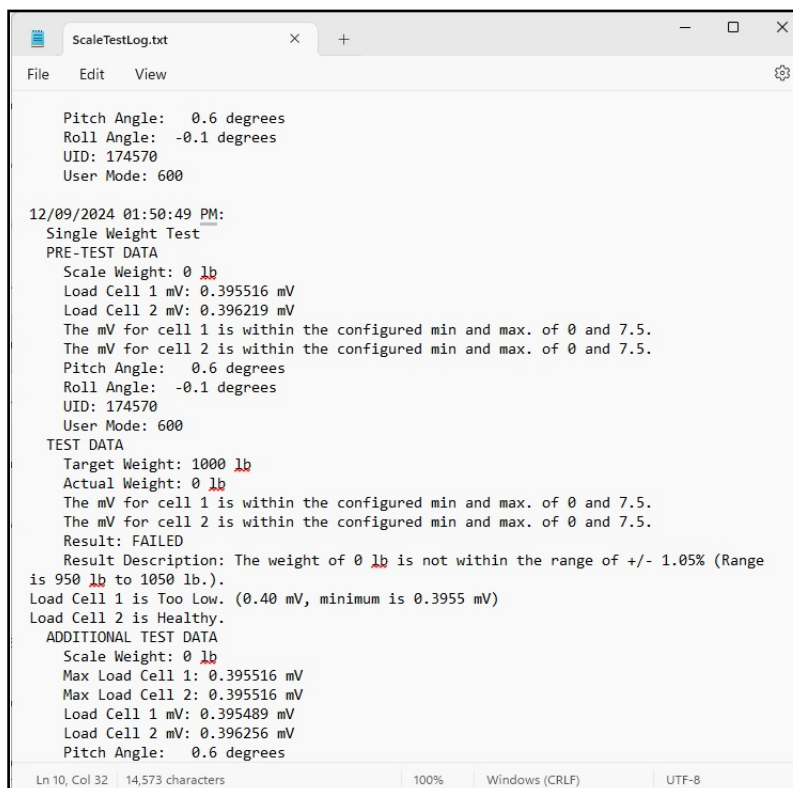 ScaleTestLog.txt
File Edit View
Pitch Angle: 0.6 degrees
Roll Angle: -0.1 degrees
UID: 174570
User Mode: 600
12/09/2024 01:50:49 PM:
Single Weight Test
PRE-TEST DATA
Scale Weight: 0 lb
Load Cell 1 mV: 0.395516 mV
Load Cell 2 mV: 0.396219 mV
The mV for cell 1 is within the configured min and max. of 0 and 7.5.
The mV for cell 2 is within the configured min and max. of 0 and 7.5.
Pitch Angle: 0.6 degrees
Roll Angle: -0.1 degrees
UID: 174570
User Mode: 600
TEST DATA
Target Weight: 1000 lb
Actual Weight: 0 lb
The mV for cell 1 is within the configured min and max. of 0 and 7.5.
The mV for cell 2 is within the configured min and max. of 0 and 7.5.
Result: FAILED
Result Description: The weight of 0 lb is not within the range of +/- 1.05% (Range
is 950 lb to 1050 lb.).
Load Cell 1 is Too Low. (0.40 mV, minimum is 0.3955 mV)
Load Cell 2 is Healthy.
ADDITIONAL TEST DATA
Scale Weight: 0 lb
Max Load Cell 1: 0.395516 mV
Max Load Cell 2: 0.395516 mV
Load Cell 1 mV: 0.395489 mV
Load Cell 2 mV: 0.396256 mV
Pitch Angle: 0.6 degrees
Ln 10, Col 32 14,573 characters 100% Windows (CRLF) UTF-8